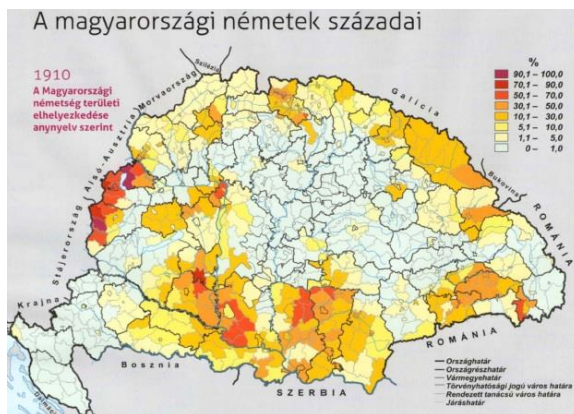 A magyarországi németek századai
1910
A Magyarországi
németség területi
elhelyezkedése
anynyelv szerint
%
90,1 – 100,0
70,1 – 90,0
50,1 – 70,0
30,1 – 50,0
10,1 – 30,0
5,1 – 10,0
1,1 – 5,0
0 – 1,0
Szilézia
Morvaország
Galícia
Alsó-Ausztria
Bukovina
Stájerország
ROMÁNIA
Krajna
ROMÁNIA
Bosznia
SZERBIA
Dalmácia
Országhatár
Országrészhatár
Vármegyehatár
Törvényhatósági jogú város határa
Rendezett tanácsú város határa
Járáshatár